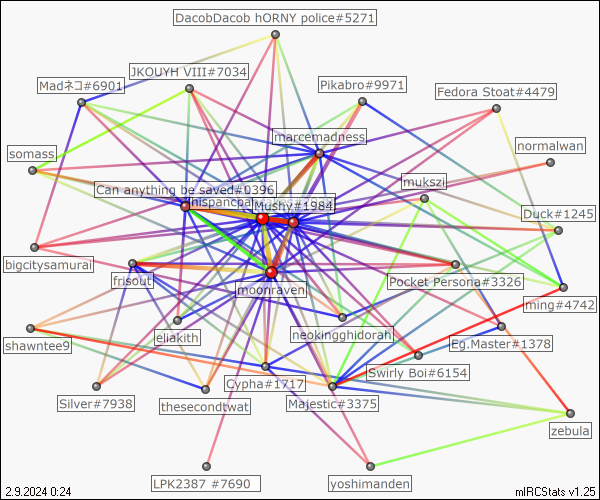 DacobDacob hORNY police#5271
JKOUYH VIII#7034
Madネコ#6901
Pikabro#9971
Fedora Stoat#4479
marcemadness
normalwan
somass
Can anything be saved#0396
mukszi
Mushy#1984
Duck#1245
bigcitysamurai
frisout
moonraven
Pocket Persona#3326
ming#4742
eliakith
neokingghidorah
Eg.Master#1378
shawntee9
Swirly Boi#6154
Cypha#1717
Silver#7938
thesecondtwat
Majestic#3375
zebula
LPK2387 #7690
yoshimanden
2.9.2024 0:24
mIRCStats v1.25